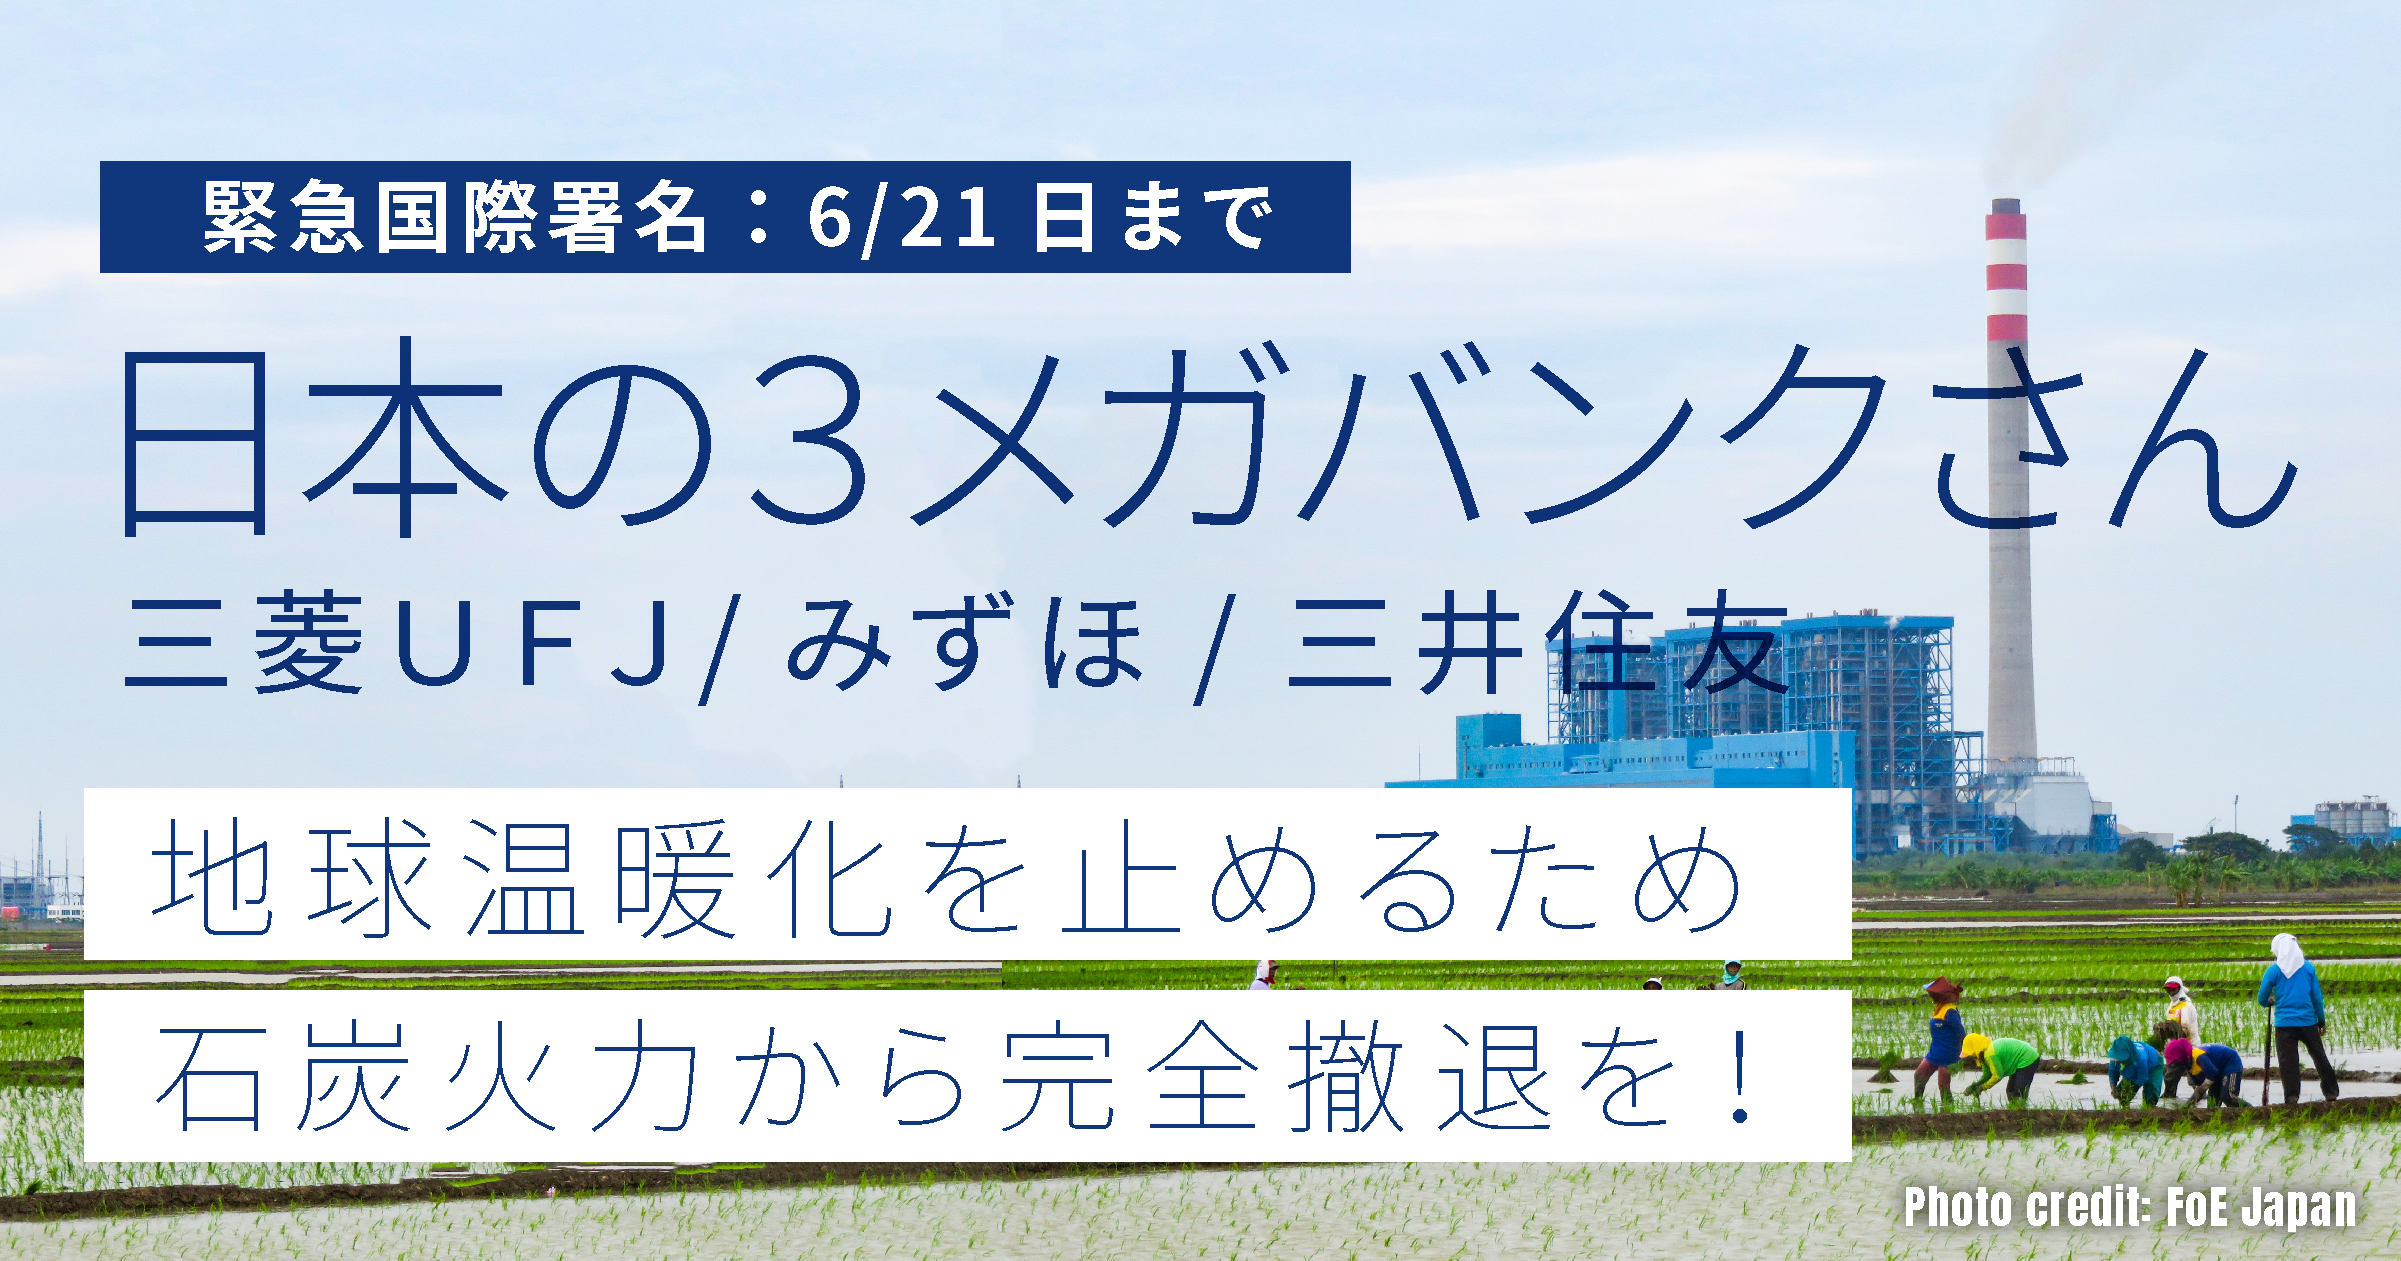 緊急国際署名：6/21日まで
日本の3メガバンクさん
三菱UFJ/みずほ/三井住友
地球温暖化を止めるため
石炭火力から完全撤退を！
Photo credit: FoE Japan